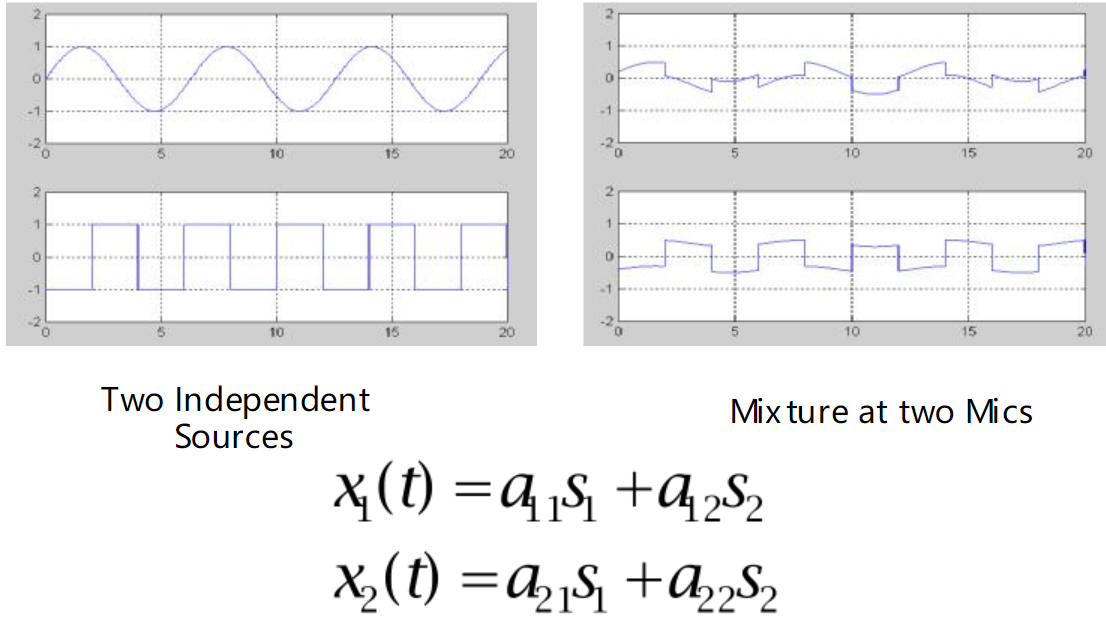 2
1
0
-1
-2
0 5 10 15 20
2
1
0
-1
-2
0 5 10 15 20
2
1
0
-1
-2
0 5 10 15 20
2
1
0
-1
-2
0 5 10 15 20
Two Independent
Sources
Mixture at two Mics
x₁(t) = a₁₁s₁ + a₁₂s₂
x₂(t) = a₂₁s₁ + a₂₂s₂